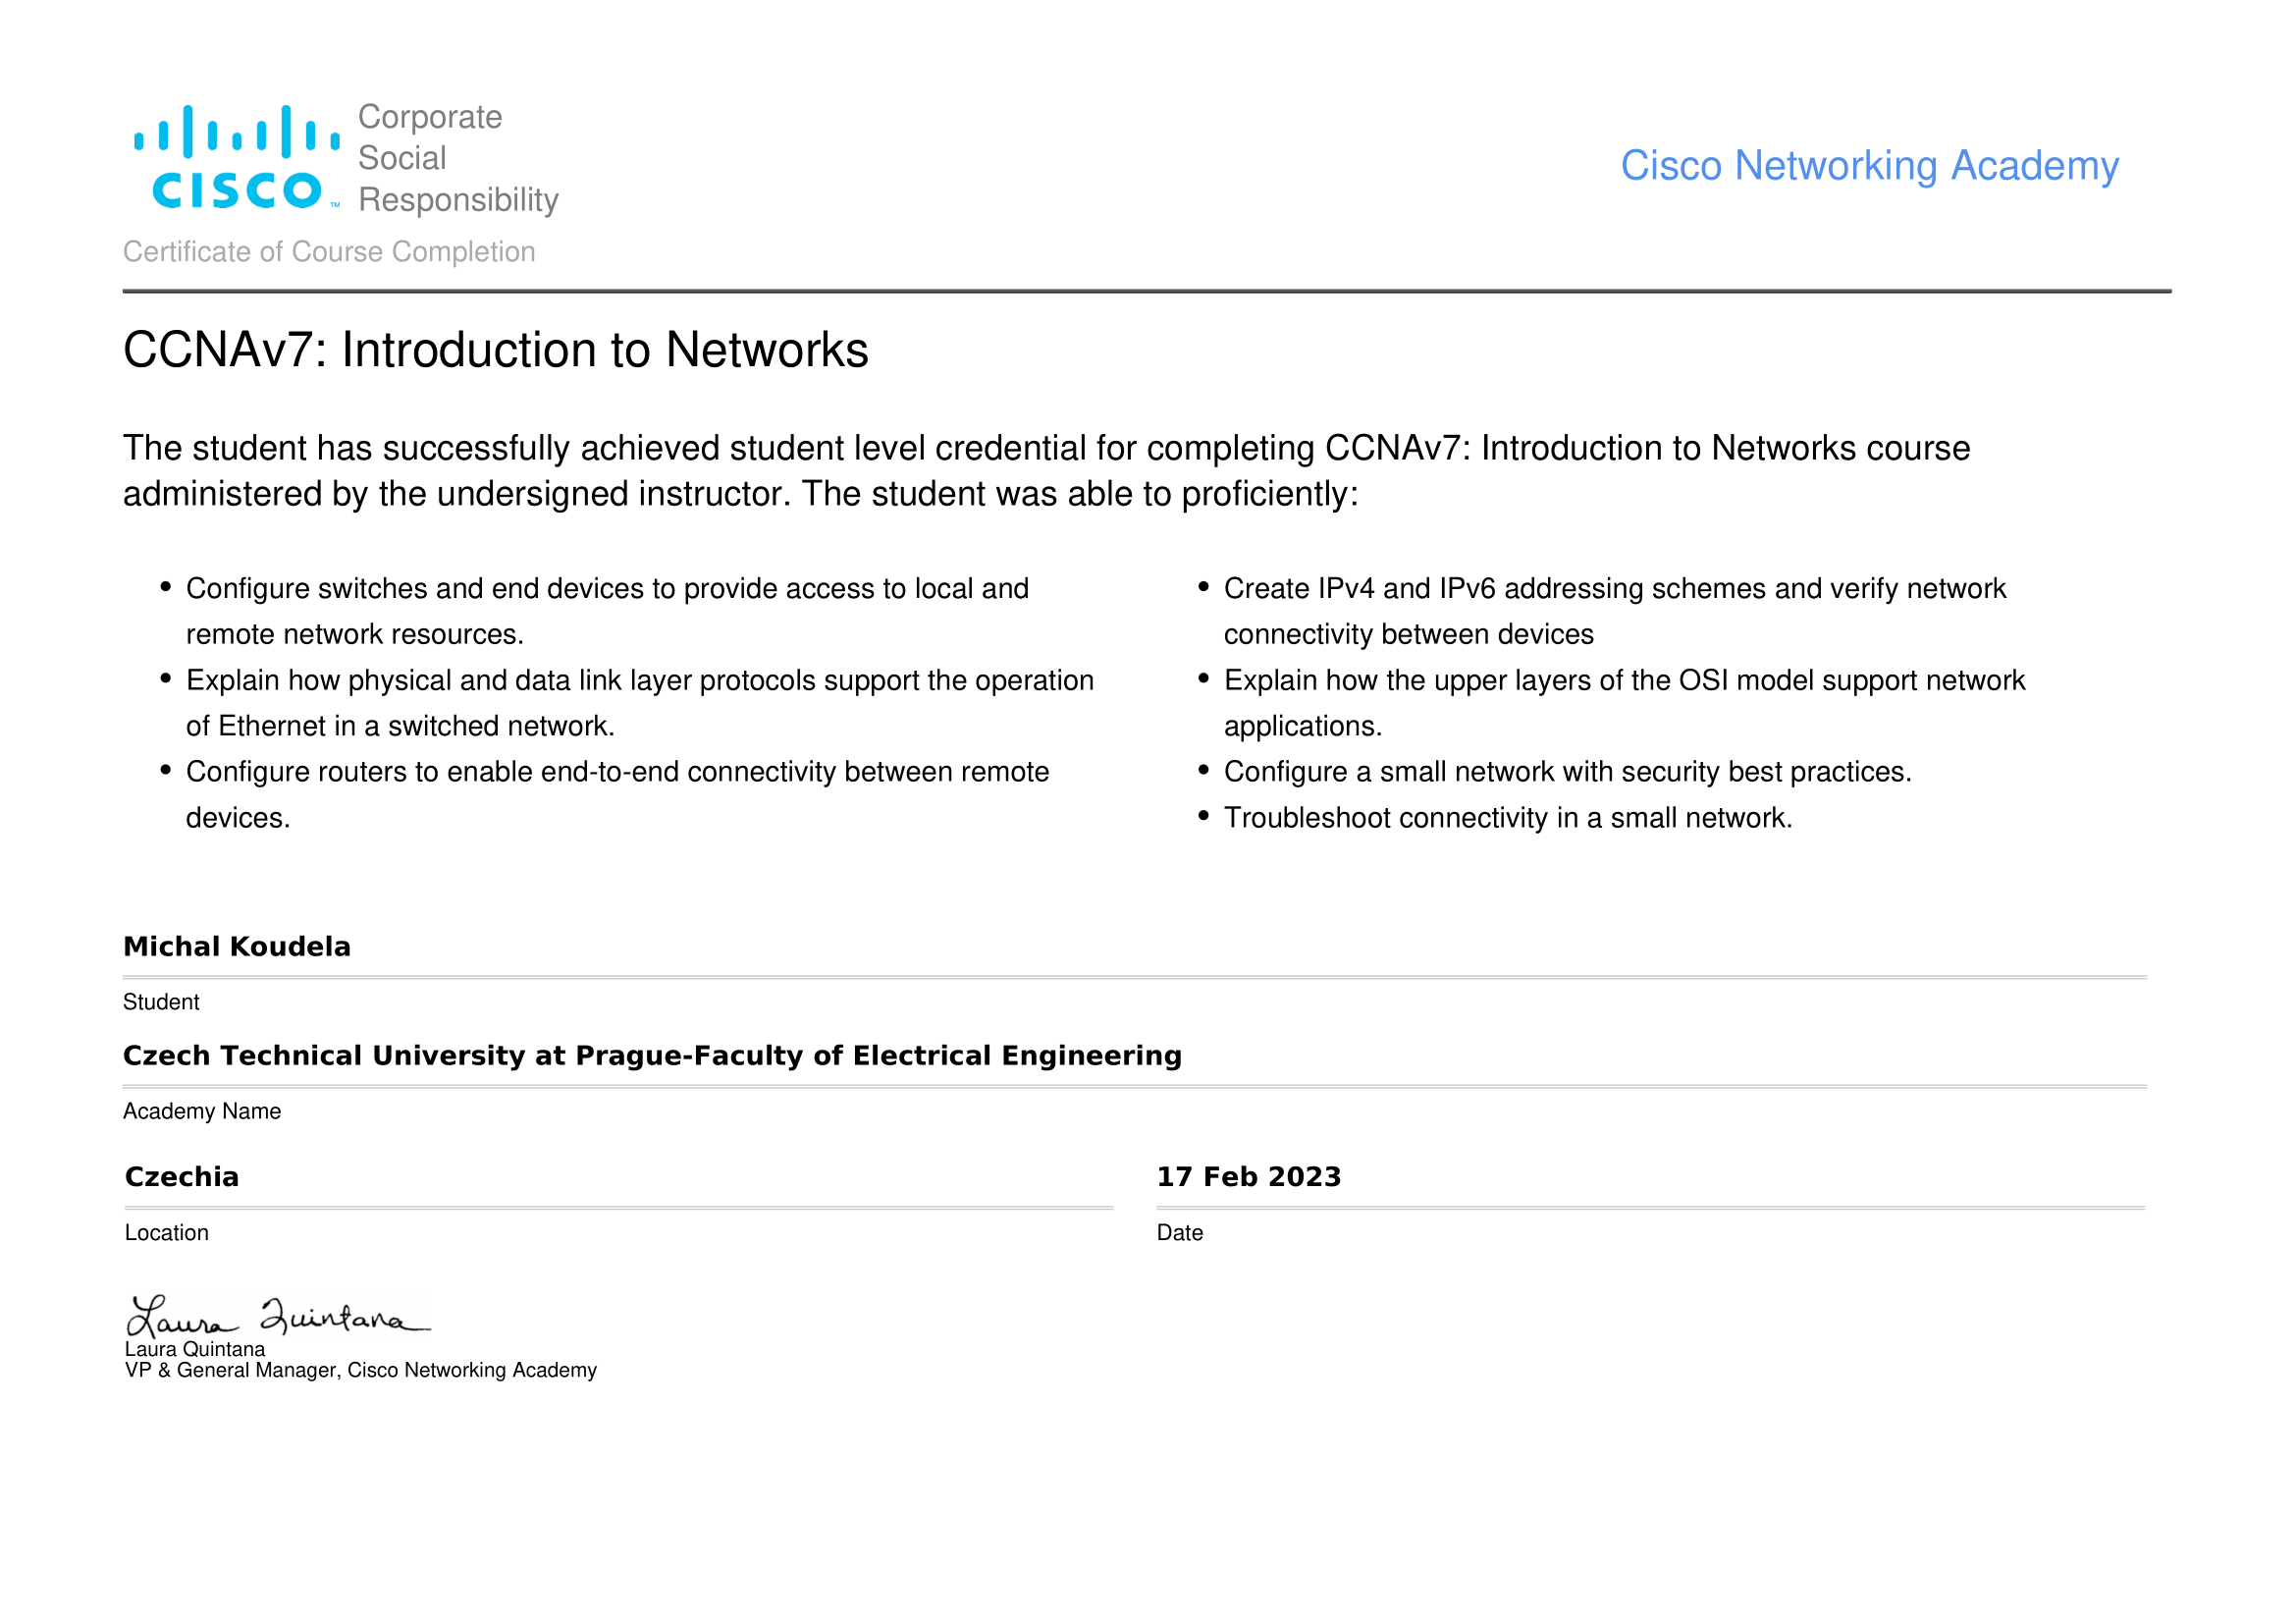 Corporate
Social
Responsibility
CISCO™
Cisco Networking Academy
Certificate of Course Completion
CCNAv7: Introduction to Networks
The student has successfully achieved student level credential for completing CCNAv7: Introduction to Networks course
administered by the undersigned instructor. The student was able to proficiently:
• Configure switches and end devices to provide access to local and
remote network resources.
• Explain how physical and data link layer protocols support the operation
of Ethernet in a switched network.
• Configure routers to enable end-to-end connectivity between remote
devices.
• Create IPv4 and IPv6 addressing schemes and verify network
connectivity between devices
• Explain how the upper layers of the OSI model support network
applications.
• Configure a small network with security best practices.
• Troubleshoot connectivity in a small network.
Michal Koudela
Student
Czech Technical University at Prague-Faculty of Electrical Engineering
Academy Name
Czechia
Location
17 Feb 2023
Date
Laura Quintana
Laura Quintana
VP & General Manager, Cisco Networking Academy